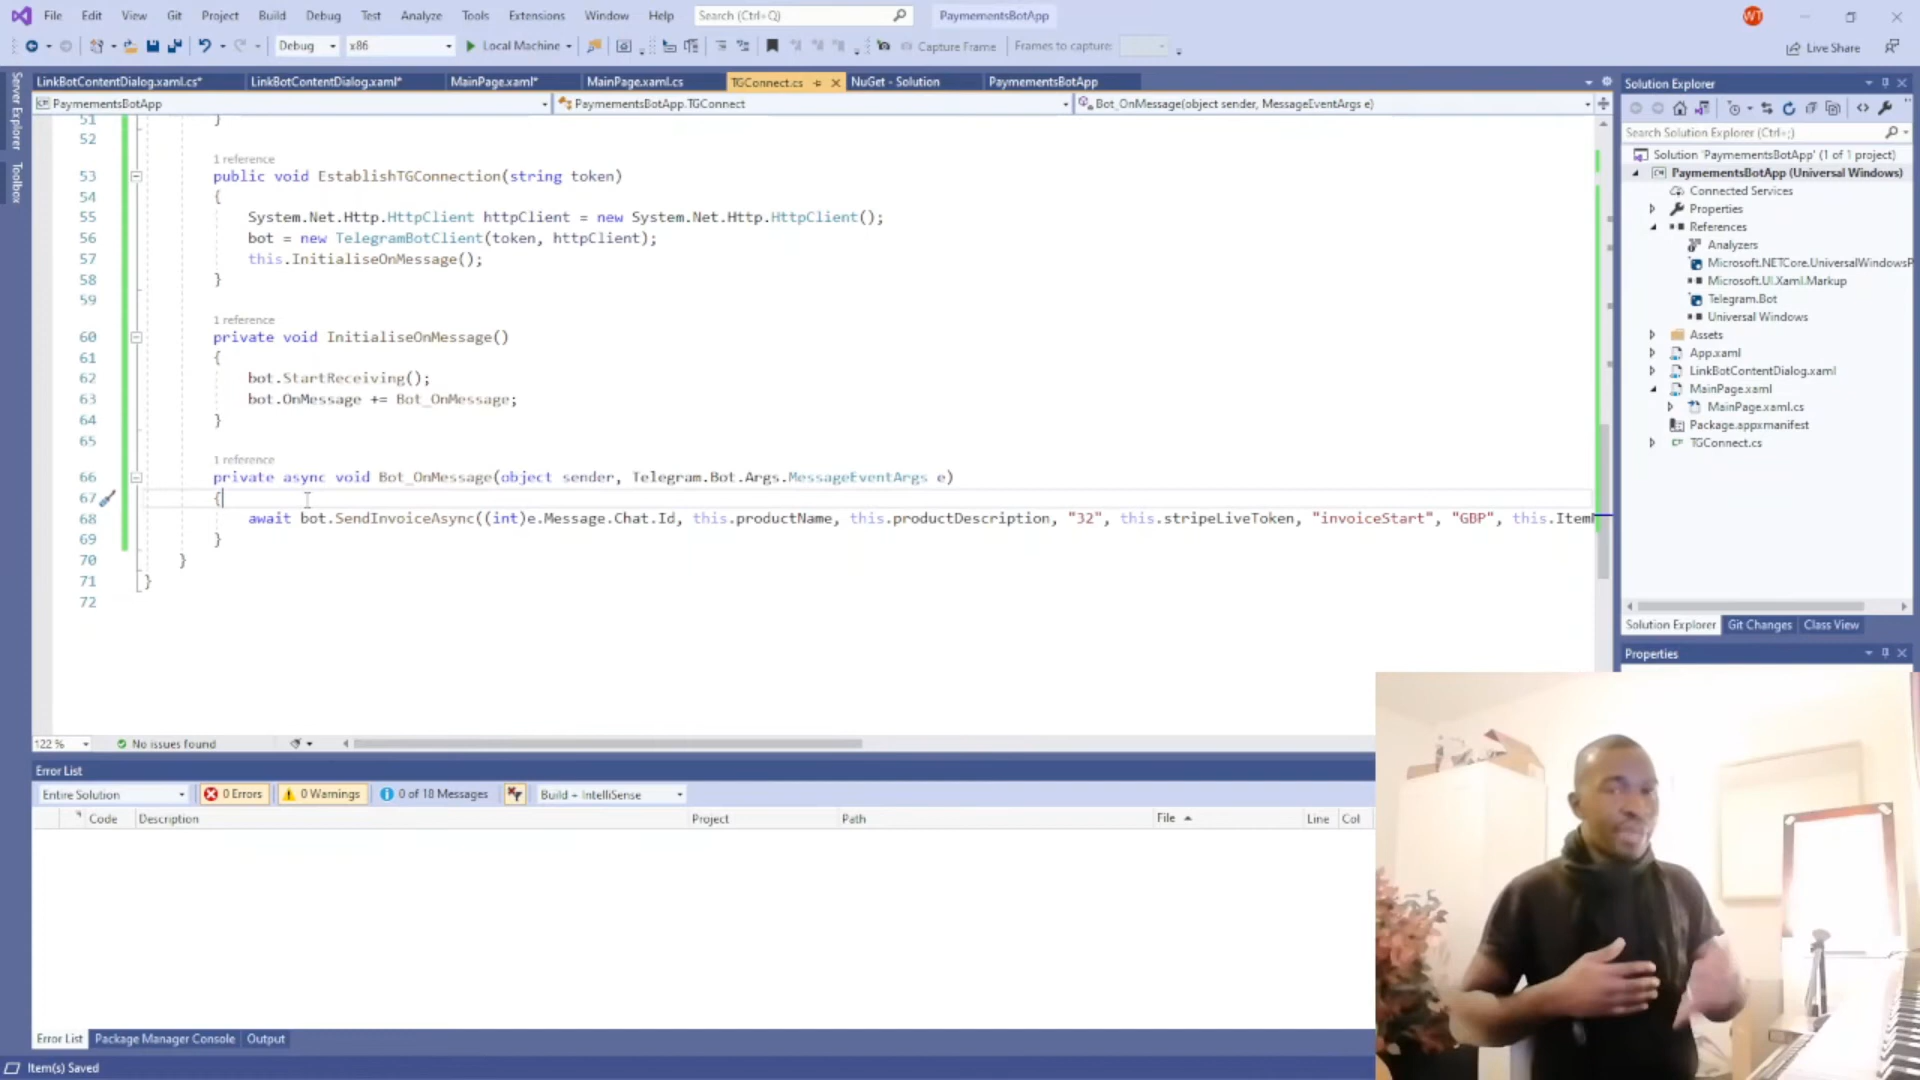 File Edit View Git Project Build Debug Test Analyze Tools Extensions Window Help Search (Ctrl+Q) PaymementsBotApp WT
Debug x86 Local Machine Capture Frame Frames to capture: Live Share
LinkBotContentDialog.xaml.cs* LinkBotContentDialog.xaml* MainPage.xaml* MainPage.xaml.cs TGConnect.cs NuGet - Solution PaymementsBotApp
PaymementsBotApp PaymementsBotApp.TGConnect Bot_OnMessage(object sender, MessageEventArgs e)
Server Explorer
Toolbox
51 }
52
1 reference
53 public void EstablishTGConnection(string token)
54 {
55 System.Net.Http.HttpClient httpClient = new System.Net.Http.HttpClient();
56 bot = new TelegramBotClient(token, httpClient);
57 this.InitialiseOnMessage();
58 }
59
1 reference
60 private void InitialiseOnMessage()
61 {
62 bot.StartReceiving();
63 bot.OnMessage += Bot_OnMessage;
64 }
65
1 reference
66 private async void Bot_OnMessage(object sender, Telegram.Bot.Args.MessageEventArgs e)
67 {
68 await bot.SendInvoiceAsync((int)e.Message.Chat.Id, this.productName, this.productDescription, "32", this.stripeLiveToken, "invoiceStart", "GBP", this.Item
69 }
70 }
71 }
72
122 % No issues found
Error List
Entire Solution 0 Errors 0 Warnings 0 of 18 Messages Build + IntelliSense
Code Description Project Path File Line Col
Error List Package Manager Console Output
Item(s) Saved
Solution Explorer
Search Solution Explorer (Ctrl+;)
Solution 'PaymementsBotApp' (1 of 1 project)
PaymementsBotApp (Universal Windows)
Connected Services
Properties
References
Analyzers
Microsoft.NETCore.UniversalWindowsP
Microsoft.UI.Xaml.Markup
Telegram.Bot
Universal Windows
Assets
App.xaml
LinkBotContentDialog.xaml
MainPage.xaml
MainPage.xaml.cs
Package.appxmanifest
TGConnect.cs
Solution Explorer Git Changes Class View
Properties